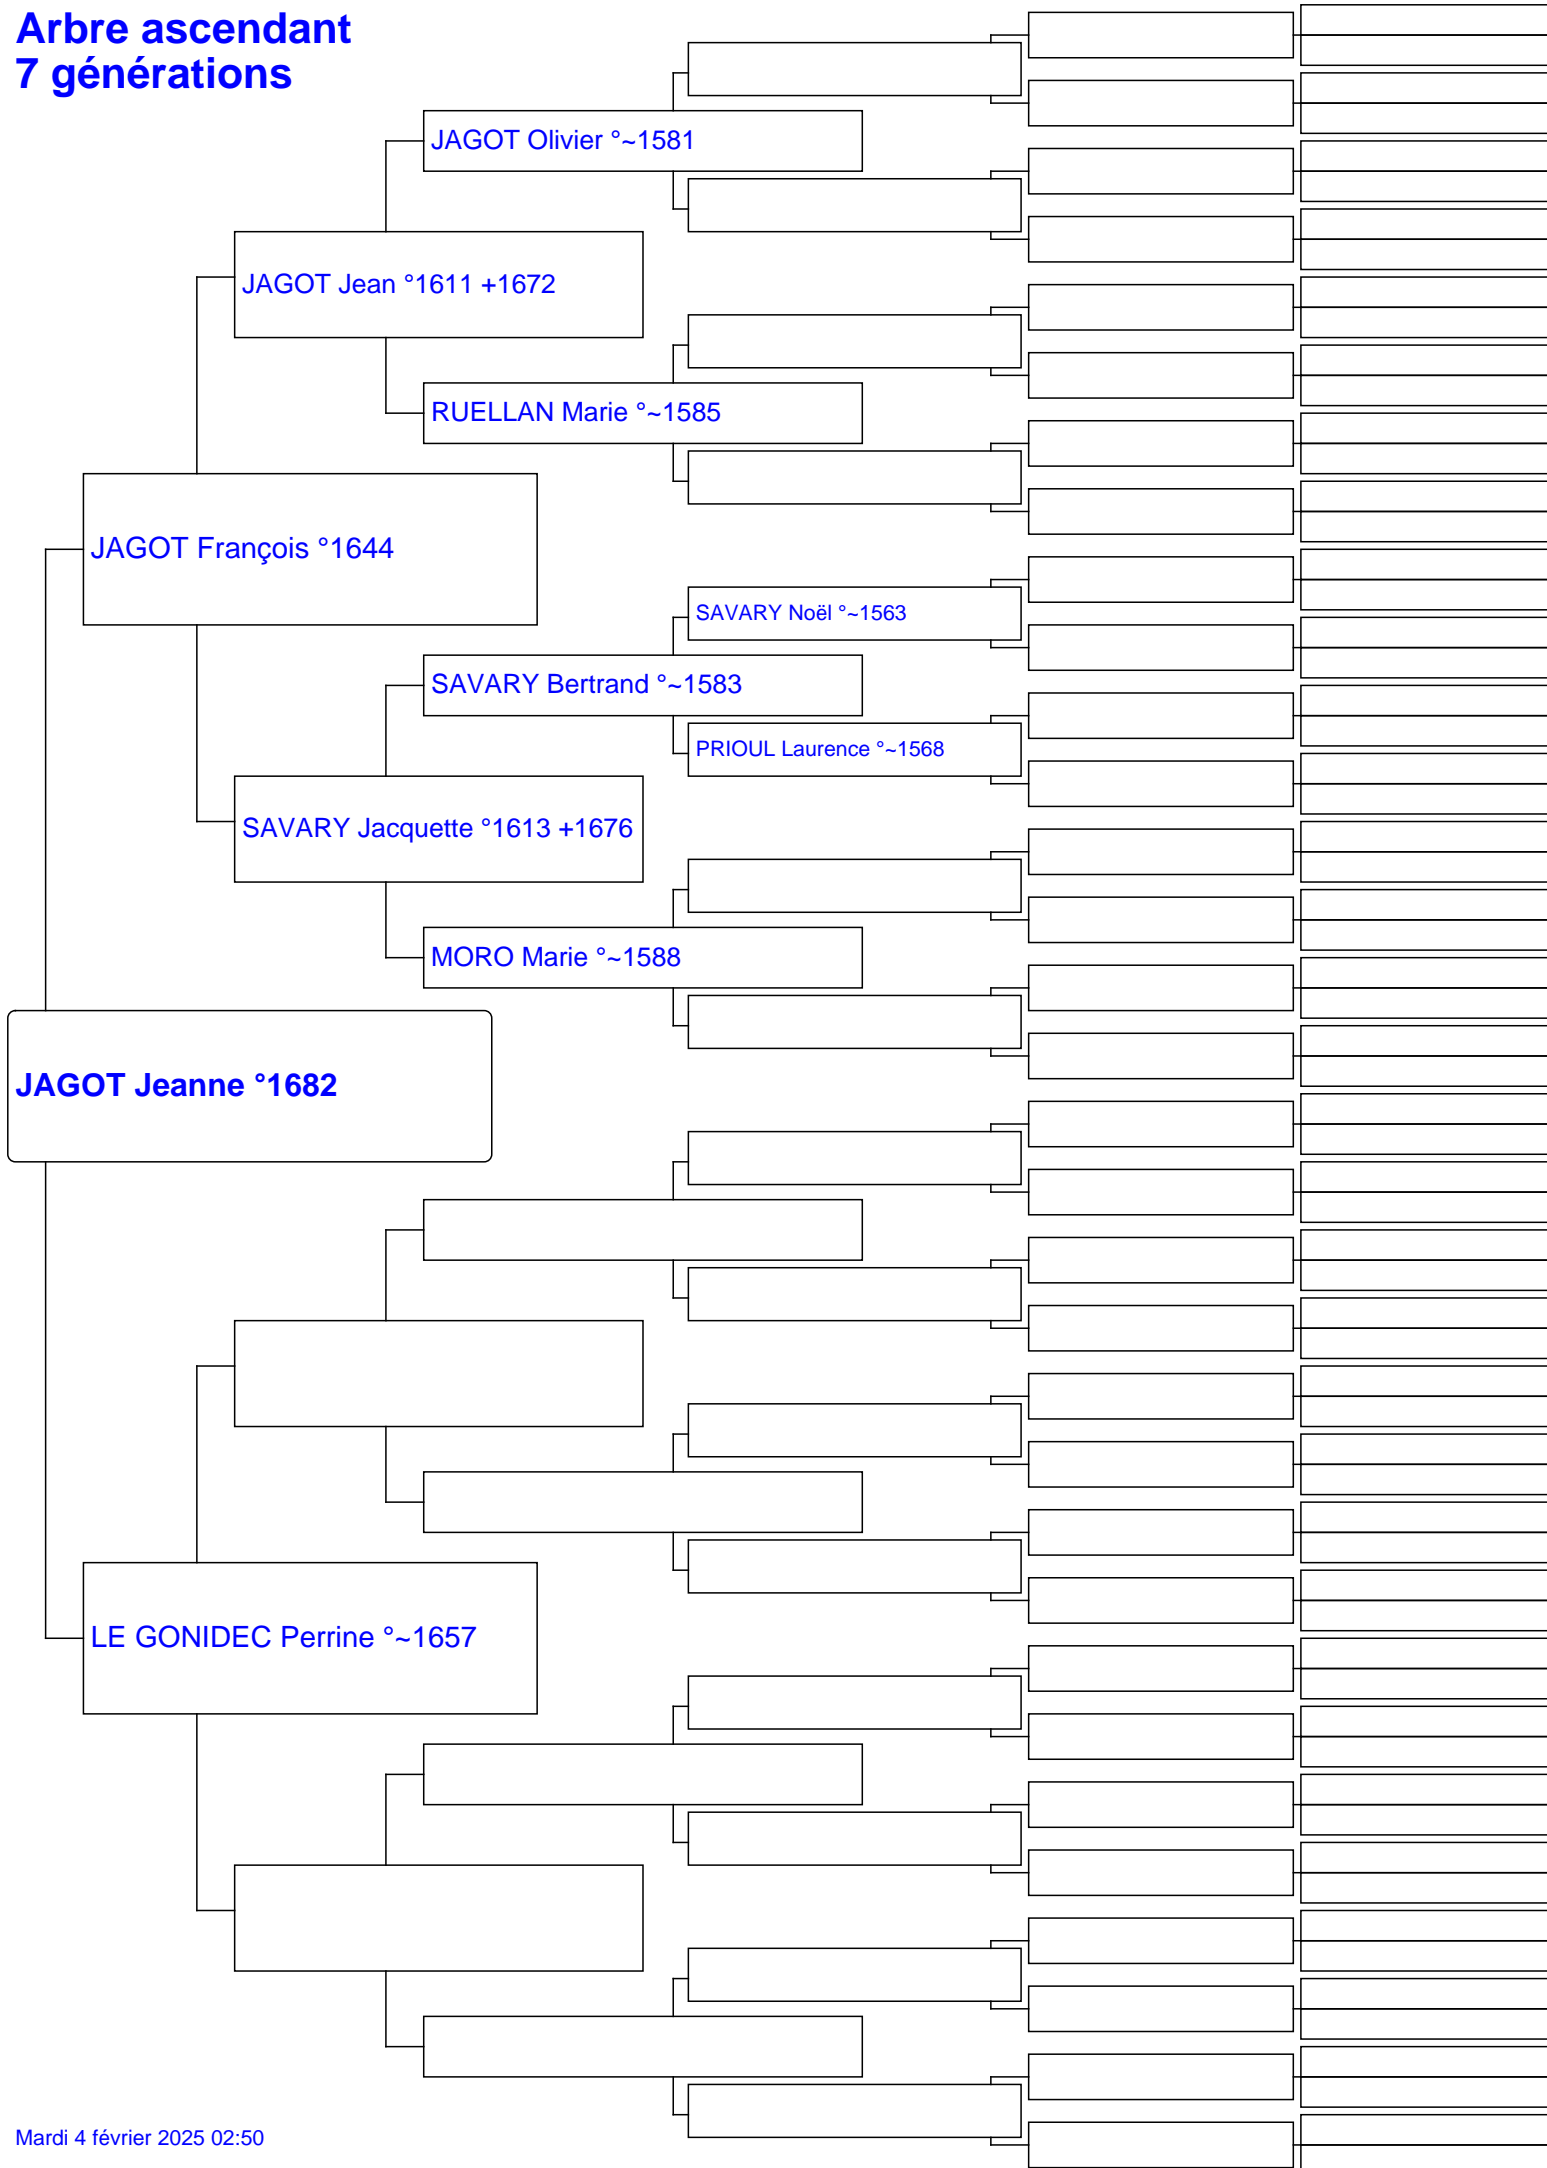 Arbre ascendant
7 générations
JAGOT Olivier °~1581
JAGOT Jean °1611 +1672
RUELLAN Marie °~1585
JAGOT François °1644
SAVARY Noël °~1563
SAVARY Bertrand °~1583
PRIOUL Laurence °~1568
SAVARY Jacquette °1613 +1676
MORO Marie °~1588
JAGOT Jeanne °1682
LE GONIDEC Perrine °~1657
Mardi 4 février 2025 02:50